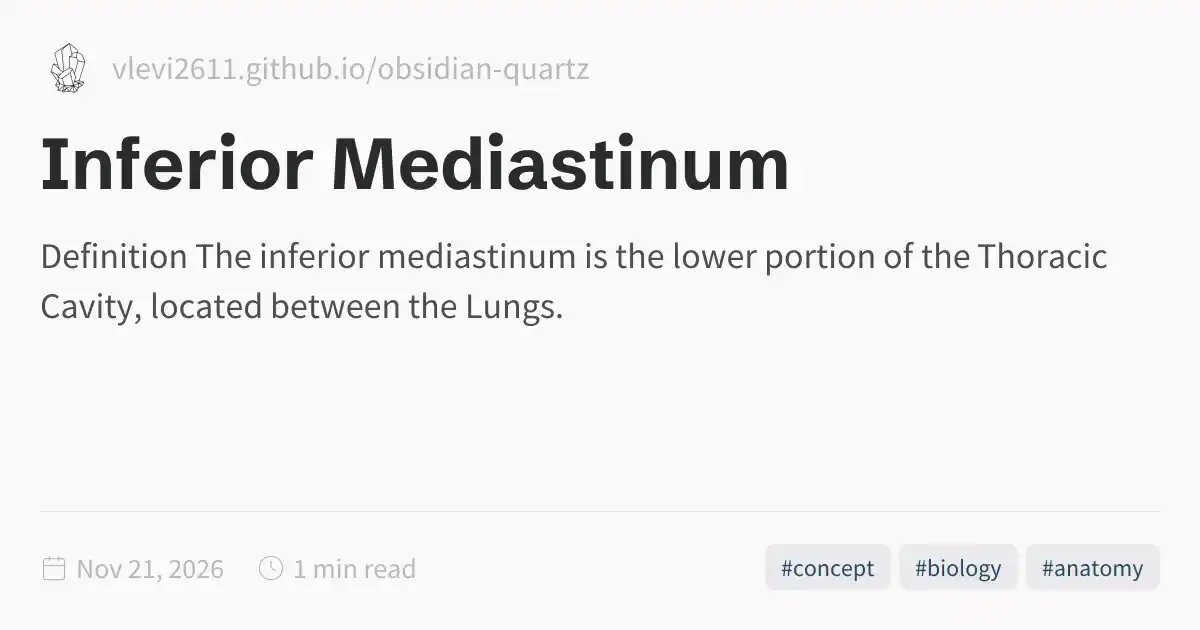 vlevi2611.github.io/obsidian-quartz
Inferior Mediastinum
Definition The inferior mediastinum is the lower portion of the Thoracic
Cavity, located between the Lungs.
Nov 21, 2026 1 min read #concept #biology #anatomy